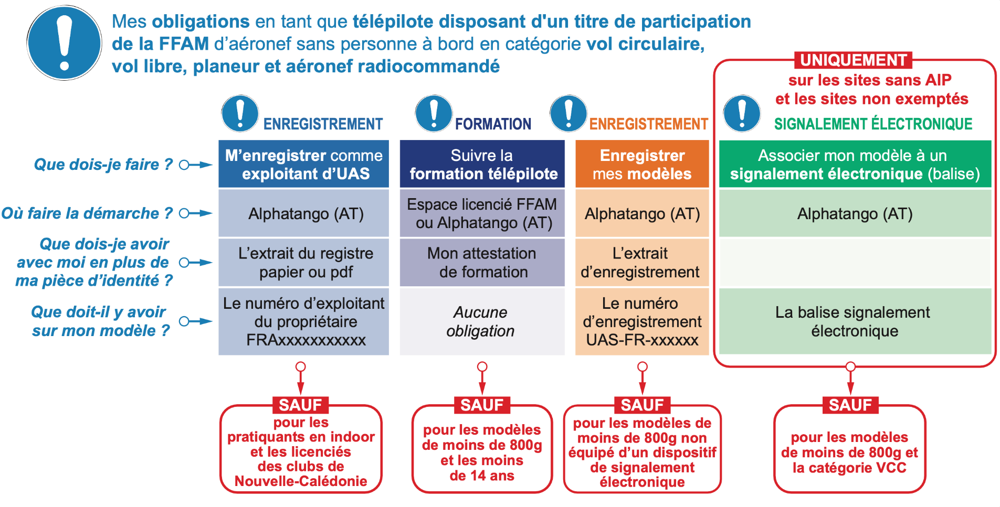 Mes obligations en tant que télépilote disposant d'un titre de participation
de la FFAM d’aéronef sans personne à bord en catégorie vol circulaire,
vol libre, planeur et aéronef radiocommandé
UNIQUEMENT
sur les sites sans AIP
et les sites non exemptés
ENREGISTREMENT
FORMATION
ENREGISTREMENT
SIGNALEMENT ÉLECTRONIQUE
Que dois-je faire ?
M’enregistrer comme
exploitant d’UAS
Suivre la
formation télépilote
Enregistrer
mes modèles
Associer mon modèle à un
signalement électronique (balise)
Où faire la démarche ?
Alphatango (AT)
Espace licencié FFAM
ou Alphatango (AT)
Alphatango (AT)
Alphatango (AT)
Que dois-je avoir
avec moi en plus de
ma pièce d’identité ?
L’extrait du registre
papier ou pdf
Mon attestation
de formation
L’extrait
d’enregistrement
Que doit-il y avoir
sur mon modèle ?
Le numéro d’exploitant
du propriétaire
FRAxxxxxxxxxxx
Aucune
obligation
Le numéro
d’enregistrement
UAS-FR-xxxxxx
La balise signalement
électronique
SAUF
pour les
pratiquants en indoor
et les licenciés
des clubs de
Nouvelle-Calédonie
SAUF
pour les modèles
de moins de 800g
et les moins
de 14 ans
SAUF
pour les modèles de
moins de 800g non
équipé d’un dispositif
de signalement
électronique
SAUF
pour les modèles
de moins de 800g et
la catégorie VCC